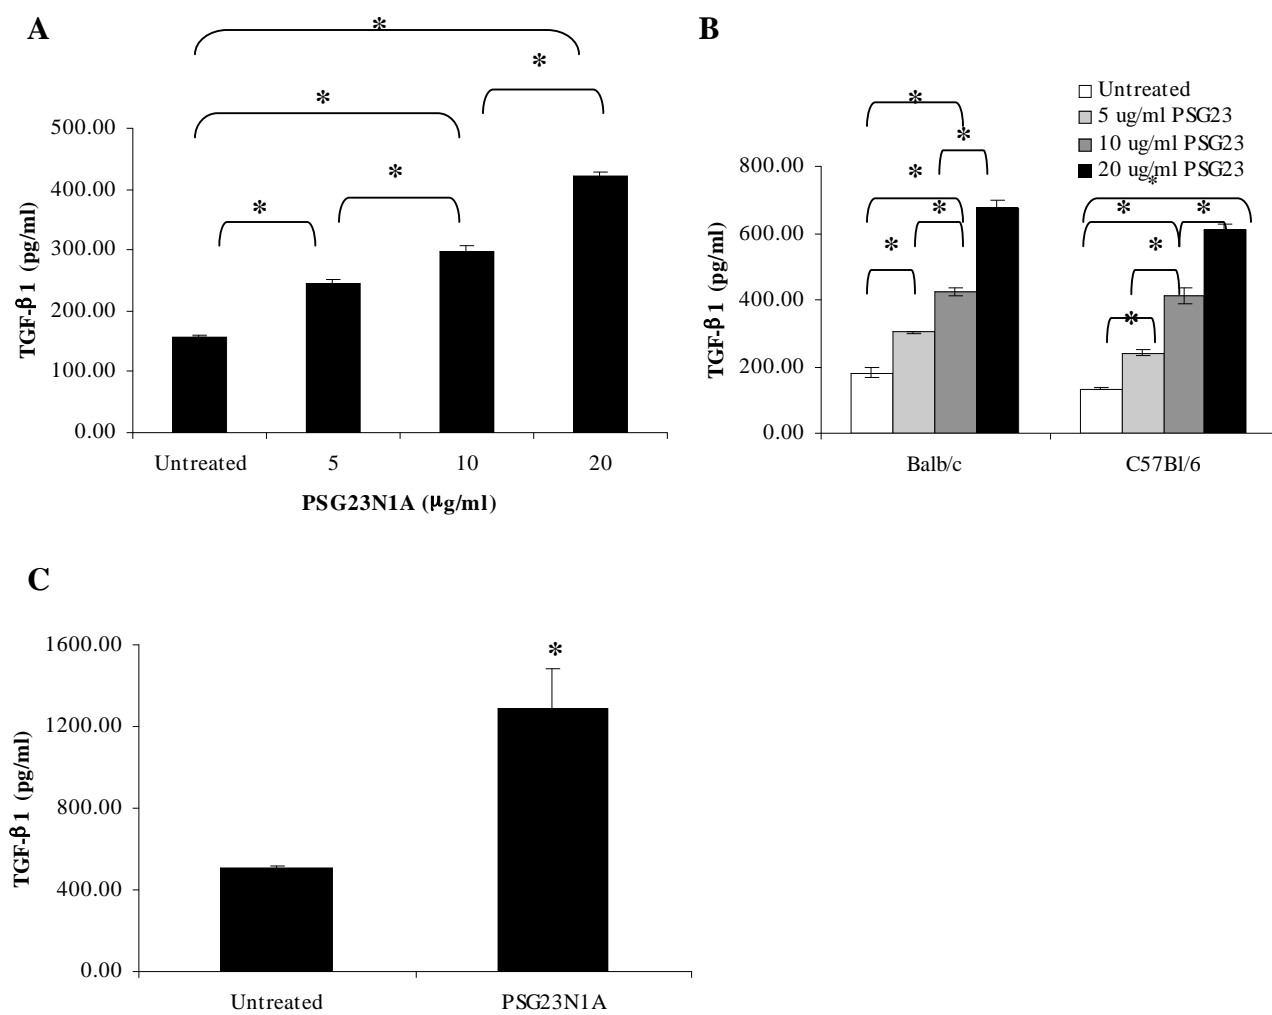 A
*
*
*
*
*
500.00
400.00
300.00
200.00
100.00
0.00
TGF-β1 (pg/ml)
Untreated 5 10 20
PSG23N1A (μg/ml)
B
Untreated
5 ug/ml PSG23
10 ug/ml PSG23
20 ug/ml PSG23
*
*
*
*
*
*
*
*
*
*
800.00
600.00
400.00
200.00
0.00
TGF-β1 (pg/ml)
Balb/c C57Bl/6
C
*
1600.00
1200.00
800.00
400.00
0.00
TGF-β1 (pg/ml)
Untreated PSG23N1A